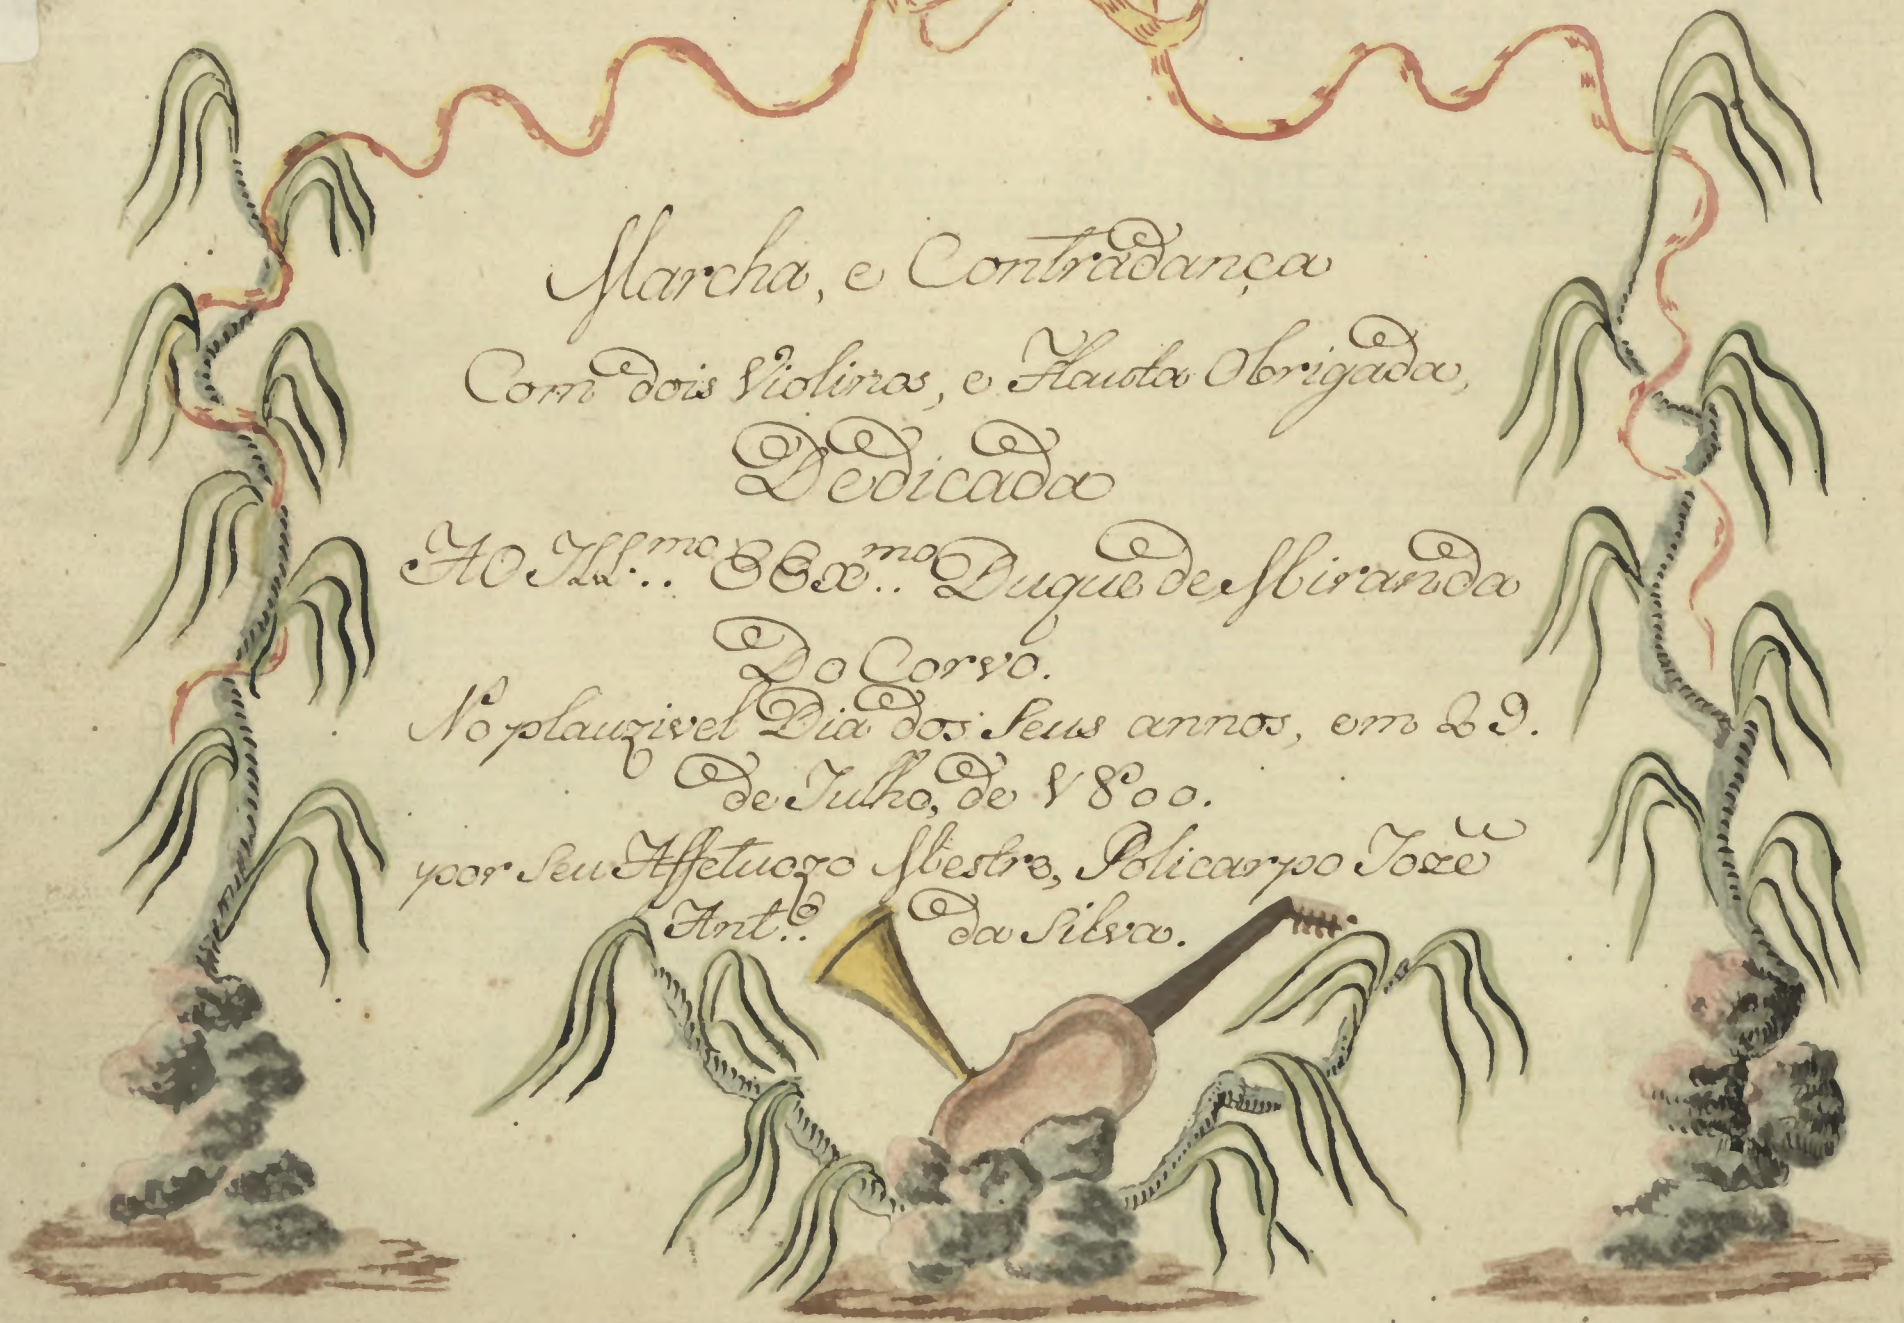 Marcha, e Contradança
Com dois Violinos, e Flauta Obrigada,
Dedicada
AO Ill.mo E Ex.mo Duque de Miranda
Do Corvo.
No plauzivel Dia dos Seus annos, em 29.
de Julho, de 1800.
por Seu Affetuozo Mestre, Policarpo Jozè
Ant.o da Silva.